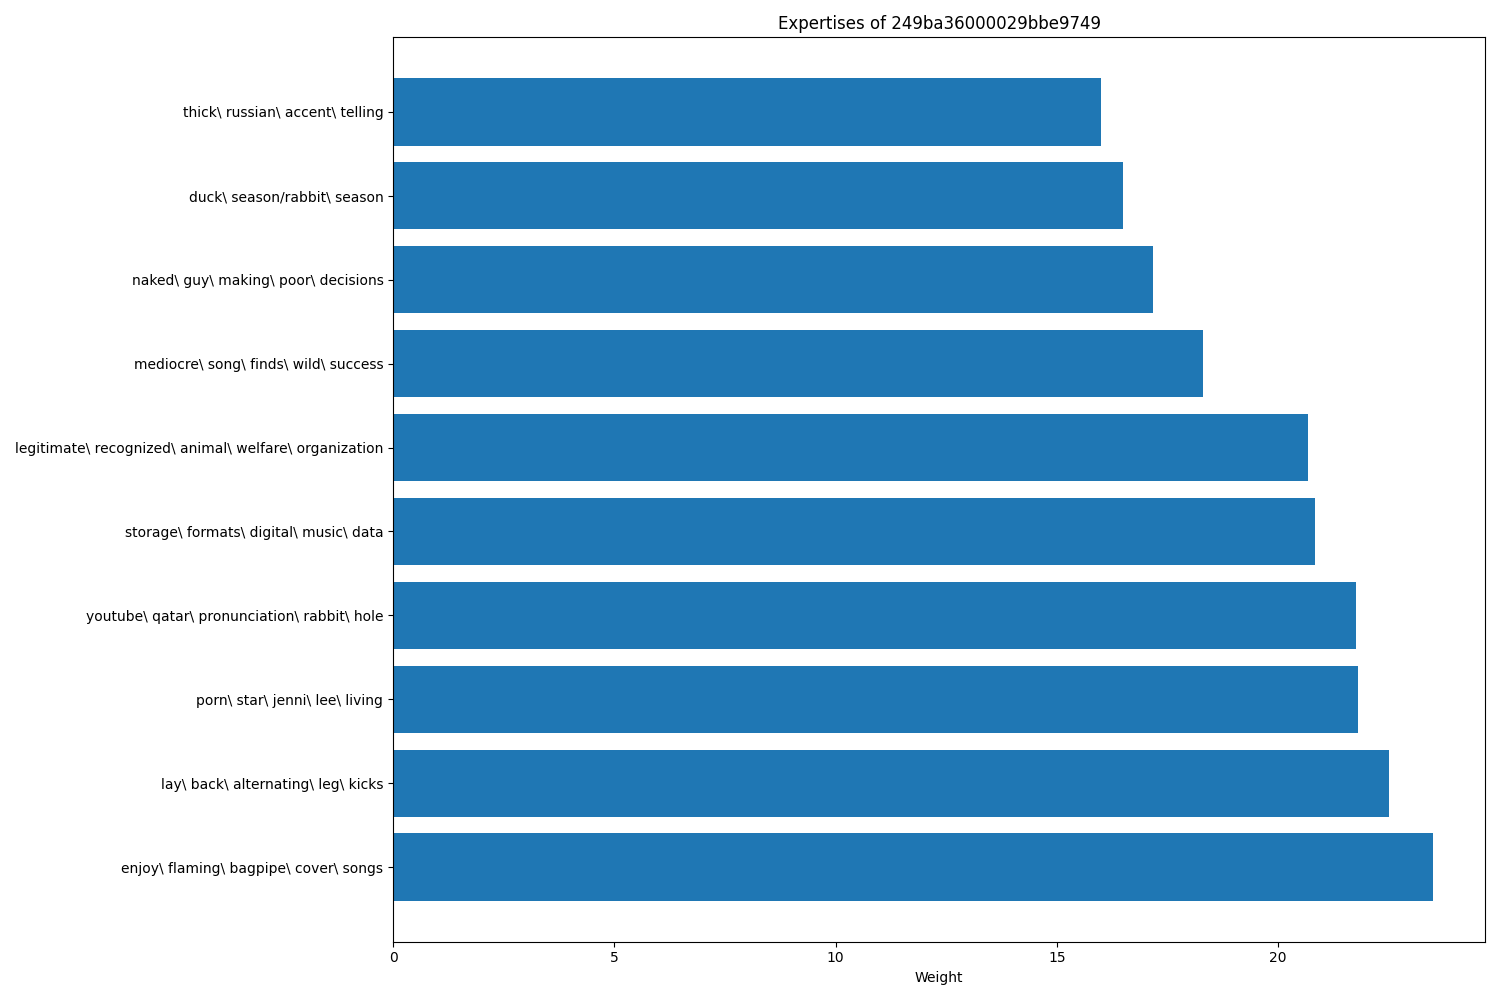 Expertises of 249ba36000029bbe9749
thick\ russian\ accent\ telling
duck\ season/rabbit\ season
naked\ guy\ making\ poor\ decisions
mediocre\ song\ finds\ wild\ success
legitimate\ recognized\ animal\ welfare\ organization
storage\ formats\ digital\ music\ data
youtube\ qatar\ pronunciation\ rabbit\ hole
porn\ star\ jenni\ lee\ living
lay\ back\ alternating\ leg\ kicks
enjoy\ flaming\ bagpipe\ cover\ songs
0 5 10 15 20
Weight